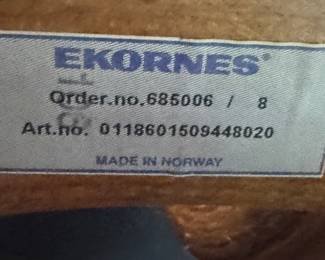 EKORNES®
Order.no.685006 / 8
Art.no. 0118601509448020
MADE IN NORWAY